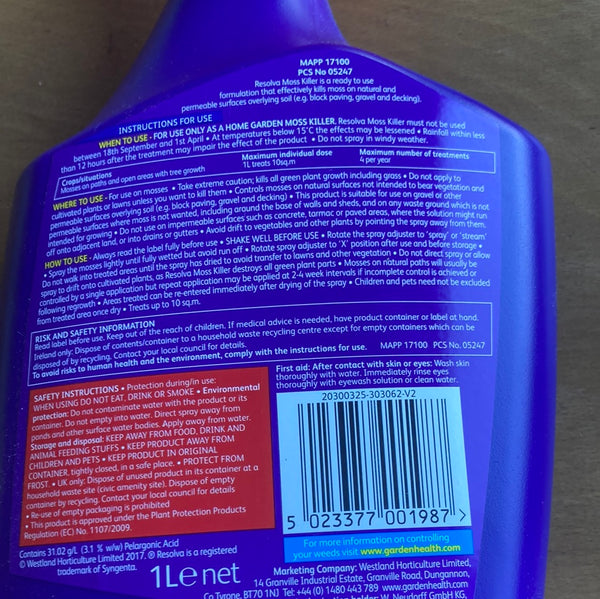 MAPP 17100
PCS No 05247
Resolva Moss Killer is a ready to use
formulation that effectively kills moss on natural and
permeable surfaces overlying soil (e.g. block paving, gravel and decking).
INSTRUCTIONS FOR USE
WHEN TO USE - FOR USE ONLY AS A HOME GARDEN MOSS KILLER. Resolva Moss Killer must not be used
between 18th September and 1st April • At temperatures below 15˚C the effects may be lessened • Rainfall within less
than 12 hours after the treatment may impair the effect of the product • Do not spray in windy weather.
Crops/situations Maximum individual dose Maximum number of treatments
Mosses on paths and open areas with tree growth 1L treats 10sq.m 4 per year
WHERE TO USE - For use on mosses • Take extreme caution; kills all green plant growth including grass • Do not apply to
cultivated plants or lawns unless you want to kill them • Controls mosses on natural surfaces not intended to bear vegetation and
permeable surfaces overlying soil (e.g. block paving, gravel and decking) • This product is suitable for use on gravel or other
permeable surfaces where moss is not wanted, including around the base of walls and sheds, and on any waste ground which is not
intended for growing • Do not use on impermeable surfaces such as concrete, tarmac or paved areas, where the solution might run
off onto adjacent land, or into drains or gutters • Avoid drift to vegetables and other plants by pointing the spray away from them.
HOW TO USE - Always read the label fully before use • SHAKE WELL BEFORE USE • Rotate the spray adjuster to 'spray' or 'stream'
• Spray the mosses lightly until fully wetted but avoid run off • Rotate spray adjuster to 'X' position after use and before storage •
Do not walk into treated areas until the spray has dried to avoid transfer to lawns and other vegetation • Do not direct spray or allow
spray to drift onto cultivated plants, as Resolva Moss Killer destroys all green plant parts • Mosses on natural paths will usually be
controlled by a single application but repeat application may be applied at 2-4 week intervals if incomplete control is achieved or
following regrowth • Areas treated can be re-entered immediately after drying of the spray • Children and pets need not be excluded
from treated area once dry • Treats up to 10 sq.m.
RISK AND SAFETY INFORMATION
Read label before use. Keep out of the reach of children. If medical advice is needed, have product container or label at hand.
Ireland only: Dispose of contents/container to a household waste recycling centre except for empty containers which can be
disposed of by recycling. Contact your local council for details.
To avoid risks to human health and the environment, comply with the instructions for use. MAPP 17100 PCS No. 05247
SAFETY INSTRUCTIONS • Protection during/in use:
WHEN USING DO NOT EAT, DRINK OR SMOKE • Environmental
protection: Do not contaminate water with the product or its
container. Do not empty into water. Direct spray away from
ponds and other surface water bodies. Apply away from water.
Storage and disposal: KEEP AWAY FROM FOOD, DRINK AND
ANIMAL FEEDING STUFFS • KEEP PRODUCT AWAY FROM
CHILDREN AND PETS • KEEP PRODUCT IN ORIGINAL
CONTAINER, tightly closed, in a safe place. • PROTECT FROM
FROST. • UK only: Dispose of unused product in its container at a
household waste site (civic amenity site). Dispose of empty
container by recycling. Contact your local council for details
• Re-use of empty packaging is prohibited
• This product is approved under the Plant Protection Products
Regulation (EC) No. 1107/2009.
First aid: After contact with skin or eyes: Wash skin
thoroughly with water. Immediately rinse eyes
thoroughly with eyewash solution or clean water.
20300325-303062-V2
5 023377 001987 >
For more information on controlling
your weeds visit www.gardenhealth.com
Contains 31.02 g/L (3.1 % w/w) Pelargonic Acid
© Westland Horticulture Limited 2017. ® Resolva is a registered
trademark of Syngenta.
1L e net
Marketing Company: Westland Horticulture Limited,
14 Granville Industrial Estate, Granville Road, Dungannon,
Co Tyrone, BT70 1NJ Tel: +44 (0) 1480 443 789 www.gardenhealth.com
holder: W. Neudorff GmbH KG,